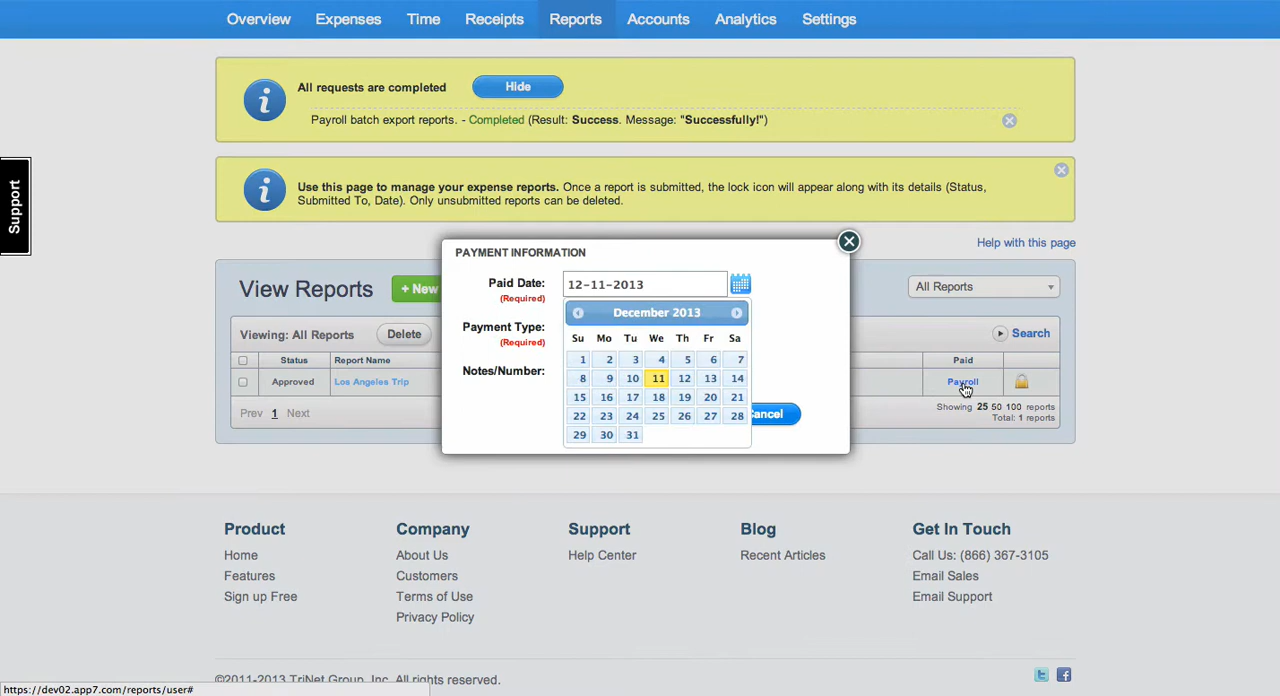 Overview Expenses Time Receipts Reports Accounts Analytics Settings
All requests are completed Hide
Payroll batch export reports. - Completed (Result: Success. Message: "Successfully!")
Support
Use this page to manage your expense reports. Once a report is submitted, the lock icon will appear along with its details (Status,
Submitted To, Date). Only unsubmitted reports can be deleted.
Help with this page
PAYMENT INFORMATION
Paid Date: 12-11-2013
(Required)
View Reports + New All Reports
December 2013
Payment Type:
(Required)
Viewing: All Reports Delete Search
Su Mo Tu We Th Fr Sa
Status Report Name Paid
1 2 3 4 5 6 7
Notes/Number:
Approved Los Angeles Trip Payroll
8 9 10 11 12 13 14
15 16 17 18 19 20 21
Prev 1 Next
22 23 24 25 26 27 28
Cancel
Showing 25 50 100 reports
Total: 1 reports
29 30 31
Product Company Support Blog Get In Touch
Home About Us Help Center Recent Articles Call Us: (866) 367-3105
Features Customers Email Sales
Sign up Free Terms of Use Email Support
Privacy Policy
©2011-2013 TriNet Group, Inc. All rights reserved.
https://dev02.app7.com/reports/user#